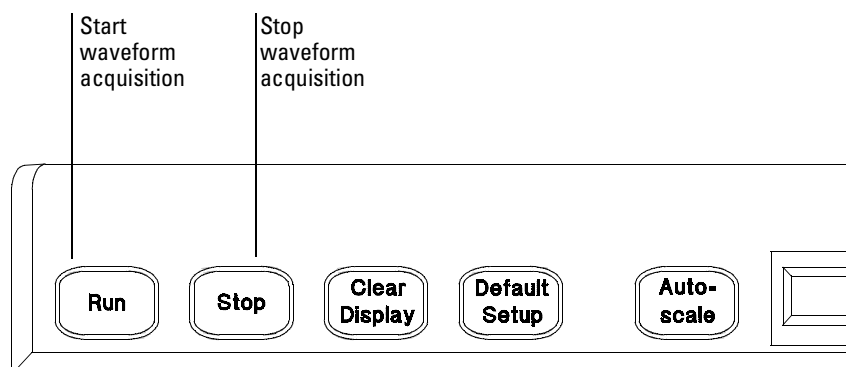 Start
waveform
acquisition
Stop
waveform
acquisition
Run
Stop
Clear
Display
Default
Setup
Auto-
scale